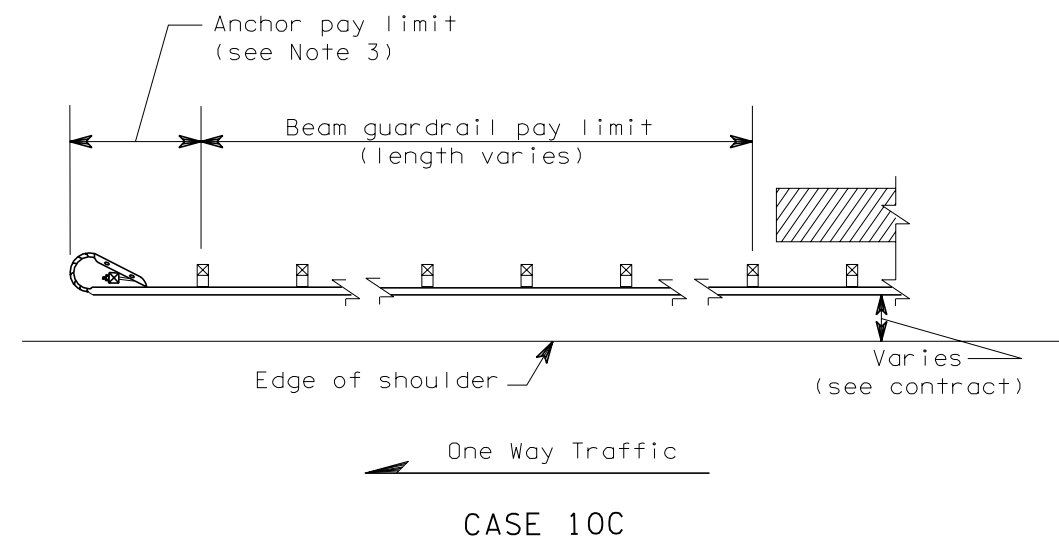 Anchor pay limit
(see Note 3)
Beam guardrail pay limit
(length varies)
Varies
(see contract)
Edge of shoulder
One Way Traffic
CASE 10C